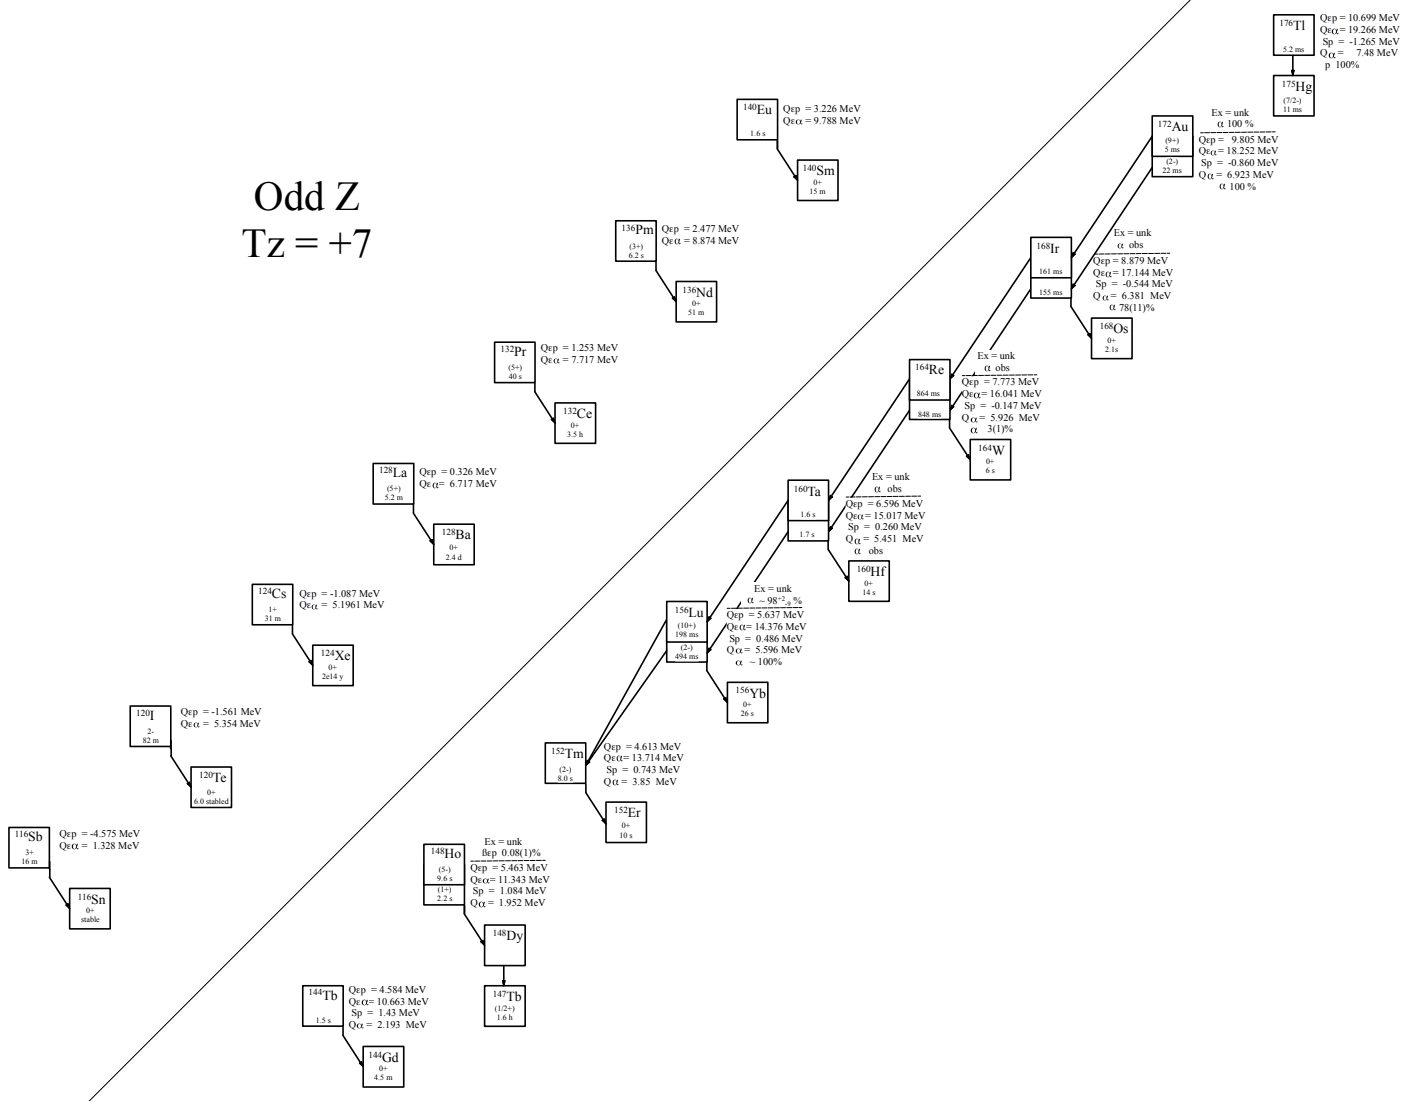 Odd Z
Tz = +7
¹⁷⁶Tl
5.2 ms
Qεp = 10.699 MeV
Qεα = 19.266 MeV
Sp = -1.265 MeV
Qα = 7.48 MeV
p 100%
¹⁷⁵Hg
(7/2-)
11 ms
Ex = unk
α 100 %
¹⁷²Au
(9+)
5 ms
(2-)
22 ms
Qεp = 9.805 MeV
Qεα = 18.252 MeV
Sp = -0.860 MeV
Qα = 6.923 MeV
α 100 %
¹⁴⁰Eu
1.6 s
Qεp = 3.226 MeV
Qεα = 9.788 MeV
¹⁴⁰Sm
0+
15 m
¹³⁶Pm
(3+)
6.2 s
Qεp = 2.477 MeV
Qεα = 8.874 MeV
¹³⁶Nd
0+
51 m
Ex = unk
α obs
¹⁶⁸Ir
161 ms
155 ms
Qεp = 8.879 MeV
Qεα = 17.144 MeV
Sp = -0.544 MeV
Qα = 6.381 MeV
α 78(11)%
¹⁶⁸Os
0+
2.1s
¹³²Pr
(5+)
40 s
Qεp = 1.253 MeV
Qεα = 7.717 MeV
¹³²Ce
0+
3.5 h
Ex = unk
α obs
¹⁶⁴Re
864 ms
848 ms
Qεp = 7.773 MeV
Qεα = 16.041 MeV
Sp = -0.147 MeV
Qα = 5.926 MeV
α 3(1)%
¹⁶⁴W
0+
6 s
¹²⁸La
(5+)
5.2 m
Qεp = 0.326 MeV
Qεα = 6.717 MeV
¹²⁸Ba
0+
2.4 d
Ex = unk
α obs
¹⁶⁰Ta
1.6 s
1.7 s
Qεp = 6.596 MeV
Qεα = 15.017 MeV
Sp = 0.260 MeV
Qα = 5.451 MeV
α obs
¹⁶⁰Hf
0+
14 s
¹²⁴Cs
1+
31 m
Qεp = -1.087 MeV
Qεα = 5.1961 MeV
¹²⁴Xe
0+
2e14 y
Ex = unk
α ~ 98⁺²₋₉ %
¹⁵⁶Lu
(10+)
198 ms
(2-)
494 ms
Qεp = 5.637 MeV
Qεα = 14.376 MeV
Sp = 0.486 MeV
Qα = 5.596 MeV
α ~ 100%
¹⁵⁶Yb
0+
26 s
¹²⁰I
2-
82 m
Qεp = -1.561 MeV
Qεα = 5.354 MeV
¹²⁰Te
0+
6.0 stabled
¹⁵²Tm
(2-)
8.0 s
Qεp = 4.613 MeV
Qεα = 13.714 MeV
Sp = 0.743 MeV
Qα = 3.85 MeV
¹⁵²Er
0+
10 s
¹¹⁶Sb
3+
16 m
Qεp = -4.575 MeV
Qεα = 1.328 MeV
¹¹⁶Sn
0+
stable
Ex = unk
βεp 0.08(1)%
¹⁴⁸Ho
(5-)
9.6 s
(1+)
2.2 s
Qεp = 5.463 MeV
Qεα = 11.343 MeV
Sp = 1.084 MeV
Qα = 1.952 MeV
¹⁴⁸Dy
¹⁴⁷Tb
(1/2+)
1.6 h
¹⁴⁴Tb
1.5 s
Qεp = 4.584 MeV
Qεα = 10.663 MeV
Sp = 1.43 MeV
Qα = 2.193 MeV
¹⁴⁴Gd
0+
4.5 m